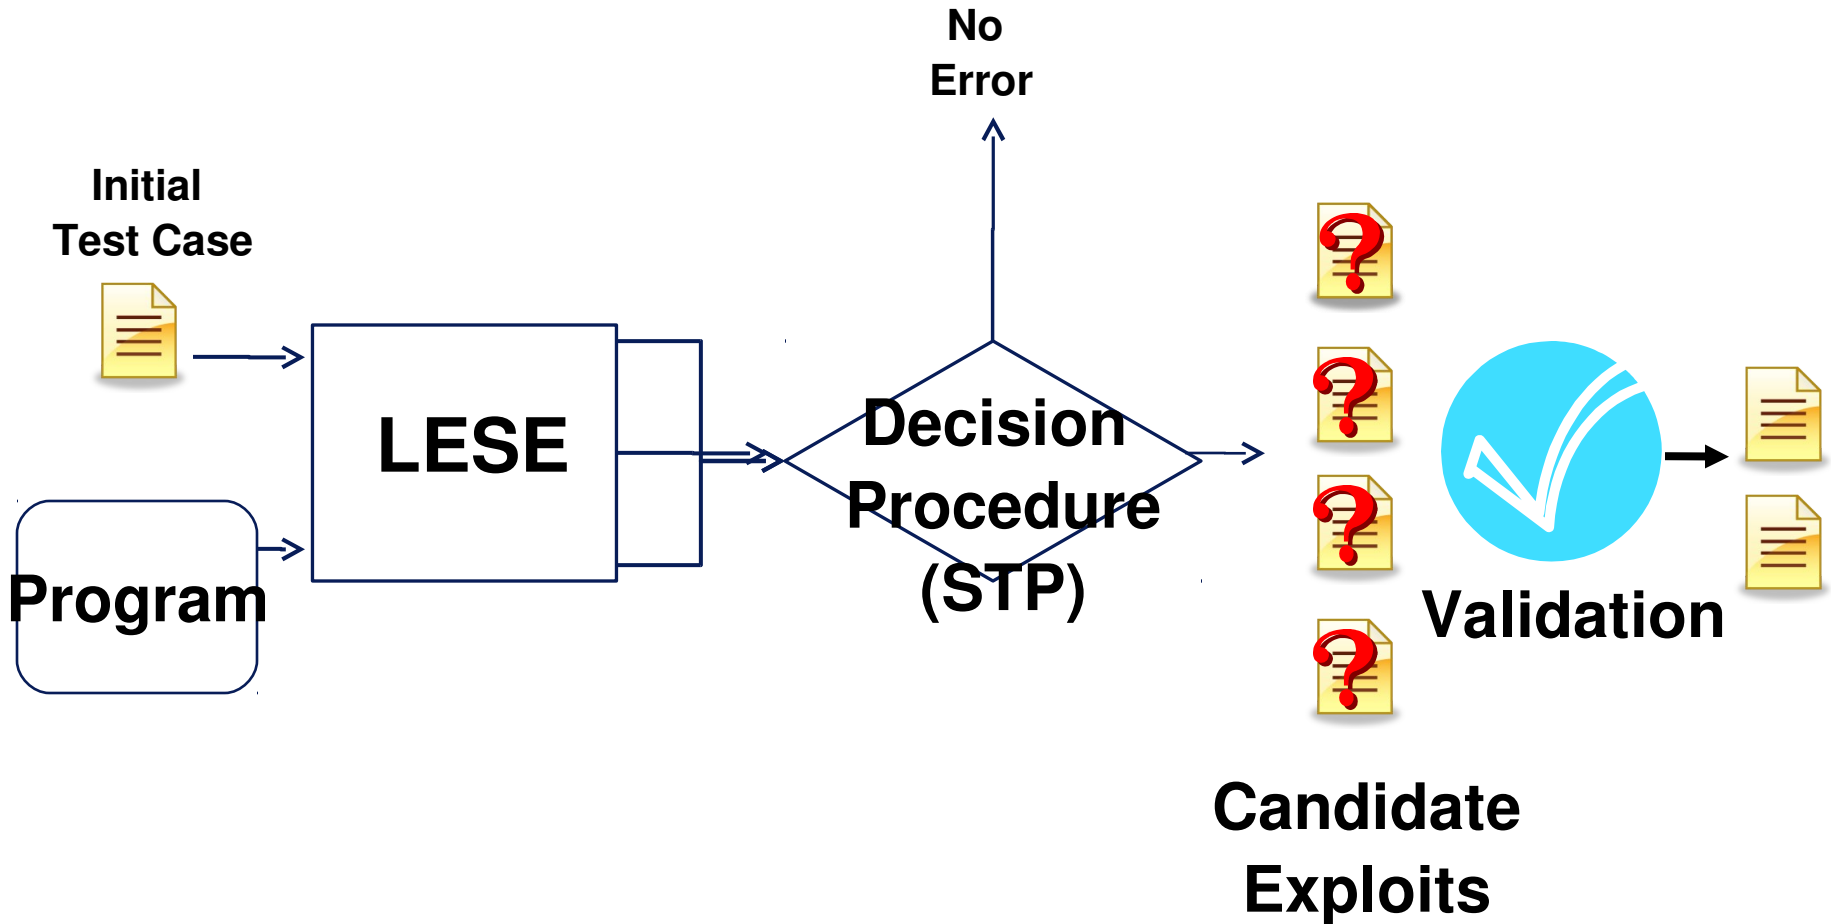 No
Error
Initial
Test Case
LESE
Program
Decision
Procedure
(STP)
Validation
Candidate
Exploits